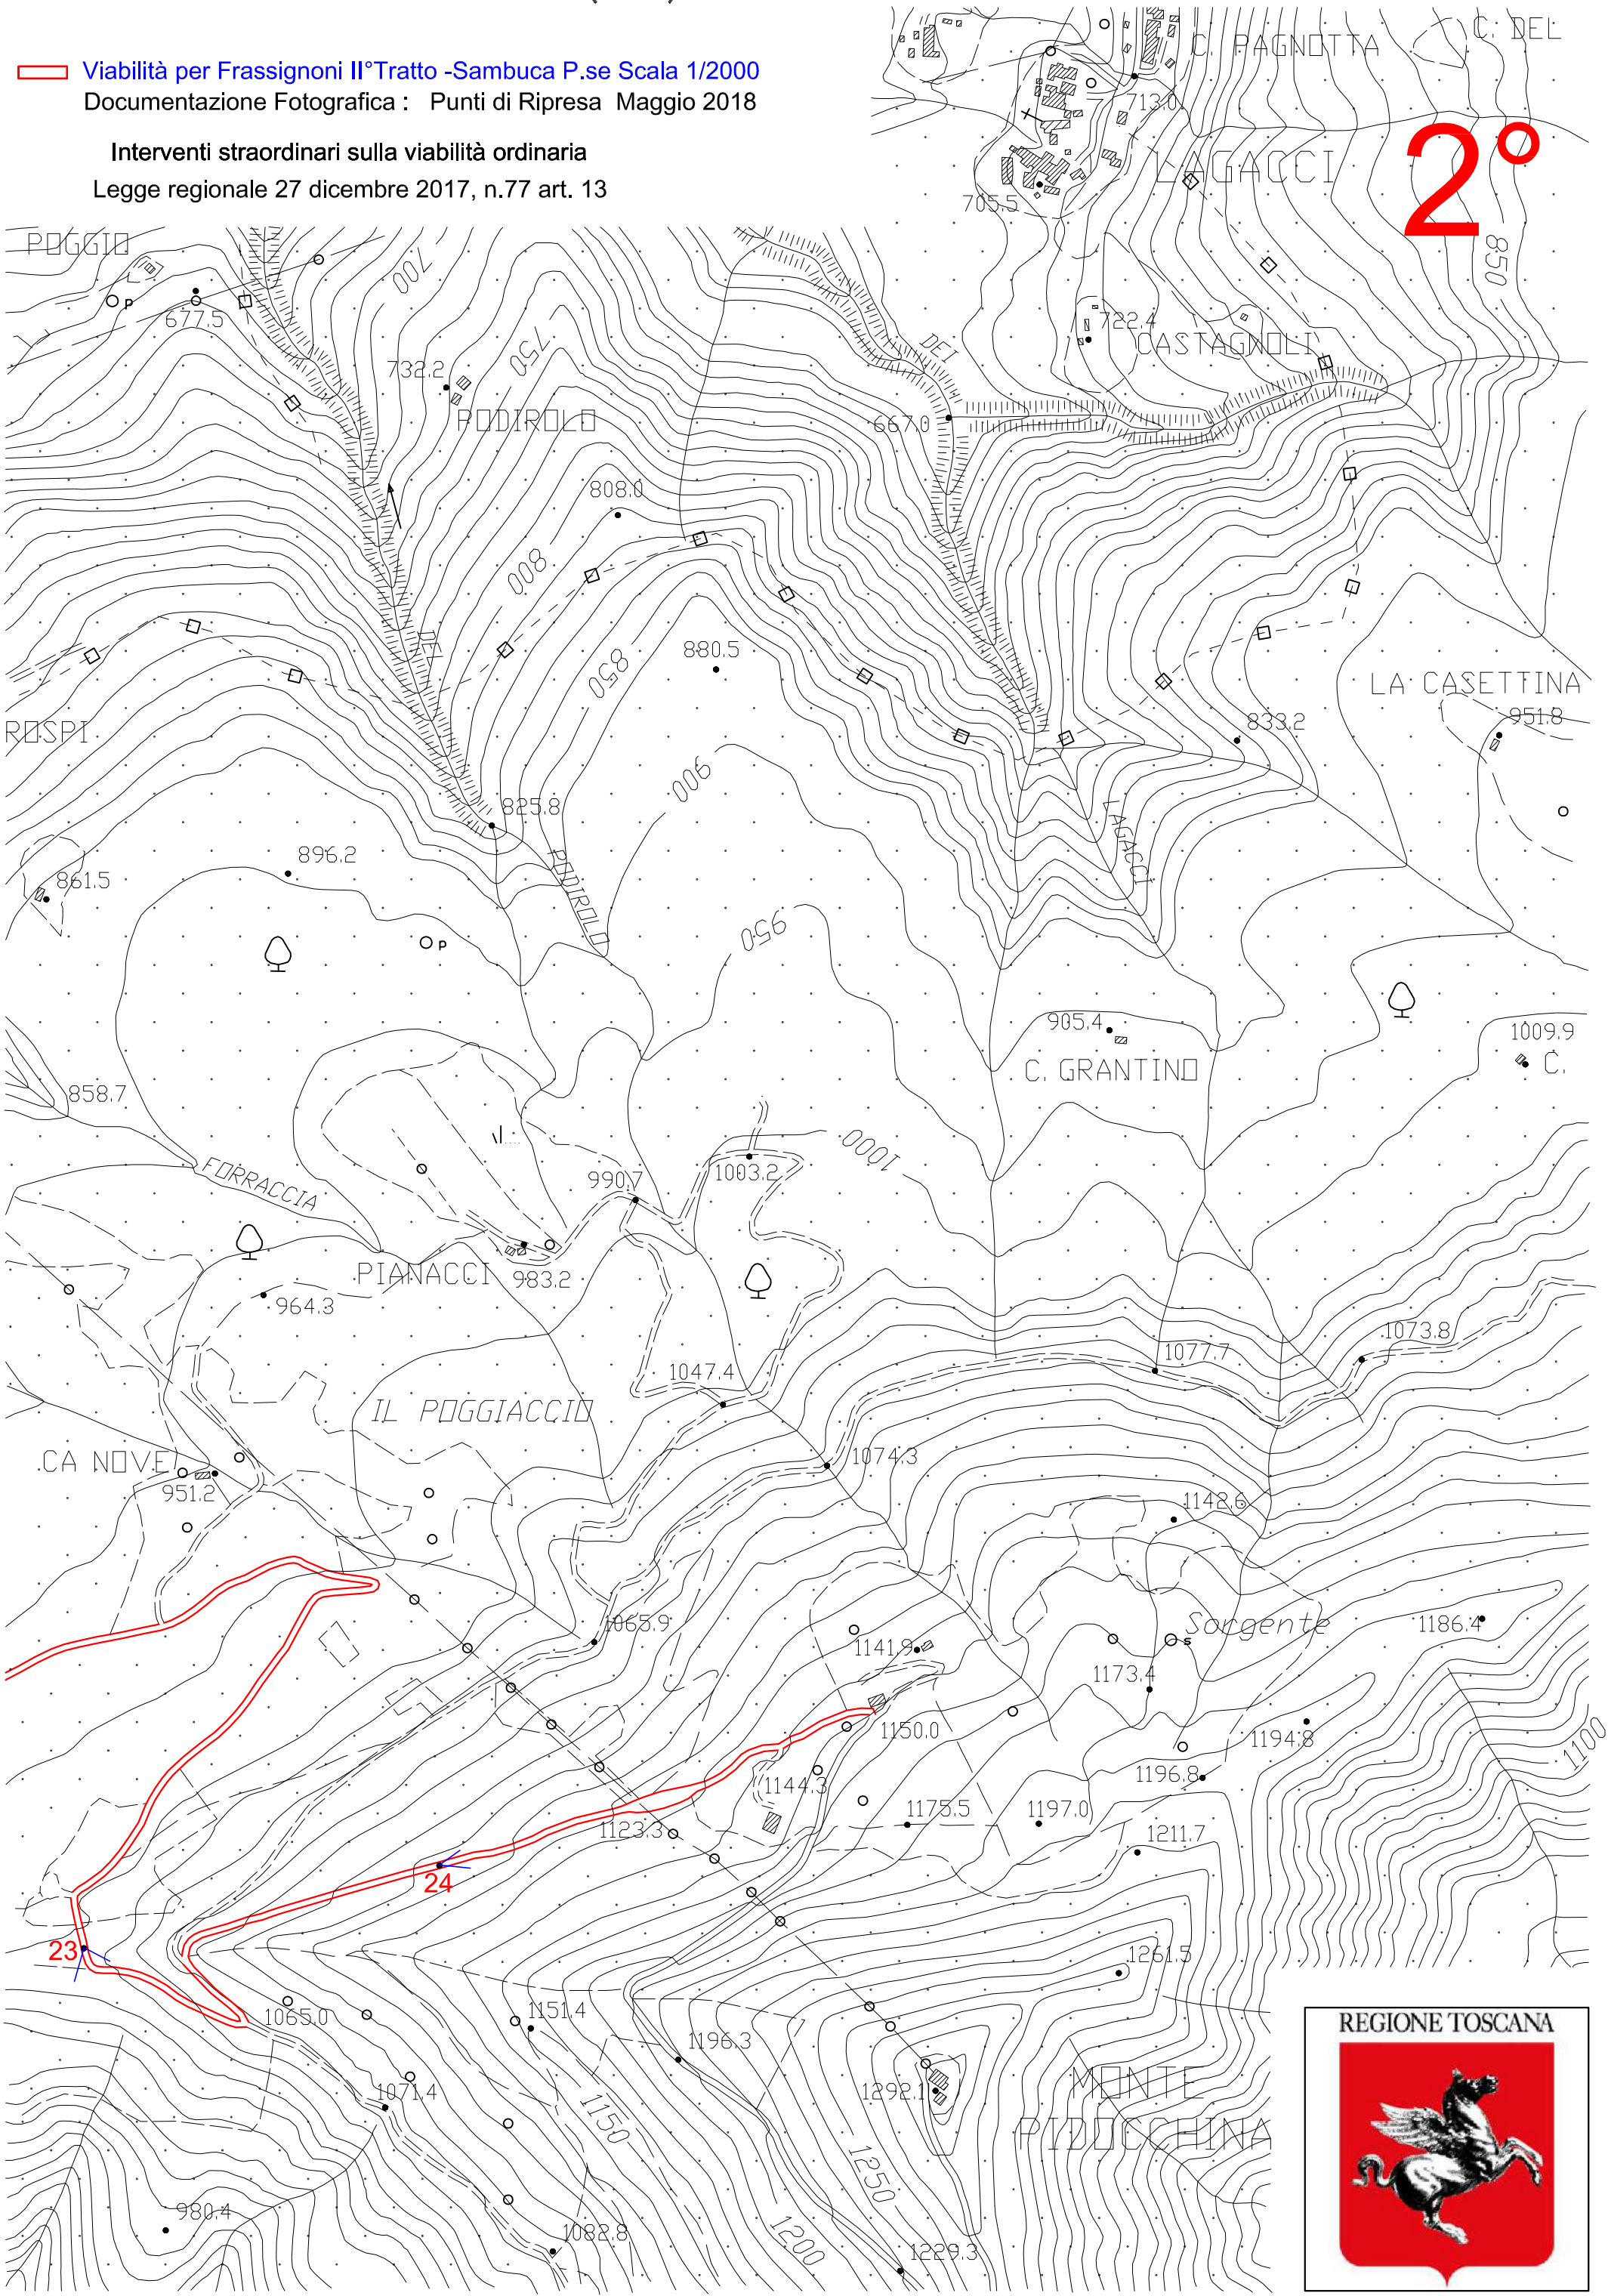 Viabilità per Frassignoni II°Tratto -Sambuca P.se Scala 1/2000
Documentazione Fotografica : Punti di Ripresa Maggio 2018
Interventi straordinari sulla viabilità ordinaria
Legge regionale 27 dicembre 2017, n.77 art. 13
2°
C. PAGNOTTA
C. DEL
713.0
LAGACCI
705.5
850
POGGIO
P
677.5
700
750
732.2
PODIROLO
DEI
722.4
CASTAGNOLI
667.0
808.0
800
DEL
850
880.5
LA CASETTINA
951.8
ROSPI
833.2
900
825.8
LAGACCI
896.2
861.5
PODIROLO
950
P
905.4
C. GRANTINO
1009.9
C.
858.7
1000
FORRACCIA
990.7
1003.2
PIANACCI
983.2
964.3
1073.8
1077.7
1047.4
IL POGGIACCIO
CA NOVE
951.2
1074.3
1142.6
1065.9
1141.9
Sorgente
s
1186.4
1173.4
1150.0
1194.8
1100
1144.3
1196.8
1123.3
1175.5
1197.0
1211.7
24
23
1261.5
1065.0
1151.4
1196.3
1071.4
1292.1
MONTE
PIDOCCHINA
1150
1250
980.4
1082.8
1200
1229.3
REGIONE TOSCANA